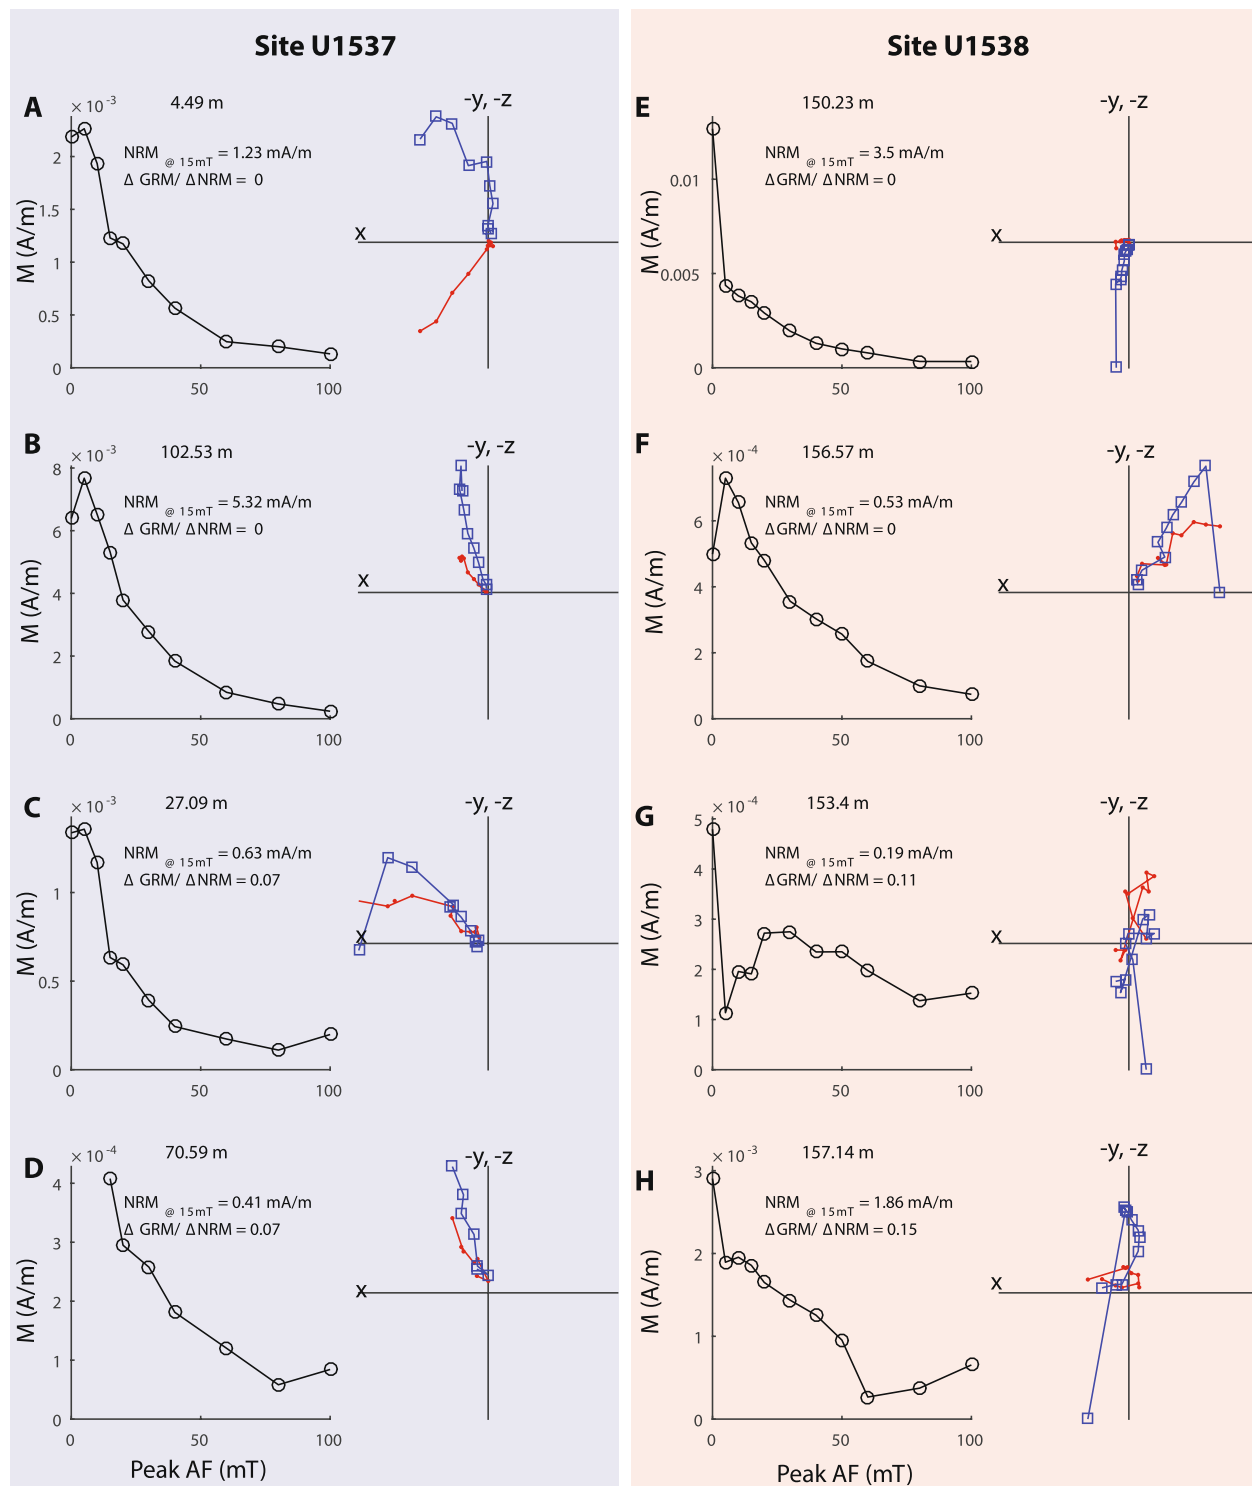 Site U1537
A
× 10⁻³
4.49 m
-y, -z
NRM @ 15mT = 1.23 mA/m
Δ GRM/ ΔNRM = 0
2
1.5
1
0.5
0
M (A/m)
x
0 50 100
B
× 10⁻³
102.53 m
-y, -z
NRM @ 15mT = 5.32 mA/m
Δ GRM/ ΔNRM = 0
8
6
4
2
0
M (A/m)
x
0 50 100
C
× 10⁻³
27.09 m
-y, -z
NRM @ 15mT = 0.63 mA/m
Δ GRM/ ΔNRM = 0.07
1
0.5
0
M (A/m)
x
0 50 100
D
× 10⁻⁴
70.59 m
-y, -z
NRM @ 15mT = 0.41 mA/m
Δ GRM/ ΔNRM = 0.07
4
3
2
1
0
M (A/m)
x
0 50 100
Peak AF (mT)
Site U1538
E
150.23 m
-y, -z
NRM @ 15mT = 3.5 mA/m
ΔGRM/ ΔNRM = 0
0.01
0.005
0
M (A/m)
x
0 50 100
F
× 10⁻⁴
156.57 m
-y, -z
NRM @ 15mT = 0.53 mA/m
ΔGRM/ ΔNRM = 0
6
4
2
0
M (A/m)
x
0 50 100
G
× 10⁻⁴
153.4 m
-y, -z
NRM @ 15mT = 0.19 mA/m
ΔGRM/ ΔNRM = 0.11
5
4
3
2
1
0
M (A/m)
x
0 50 100
H
× 10⁻³
157.14 m
-y, -z
NRM @ 15mT = 1.86 mA/m
ΔGRM/ ΔNRM = 0.15
3
2
1
0
M (A/m)
x
0 50 100
Peak AF (mT)